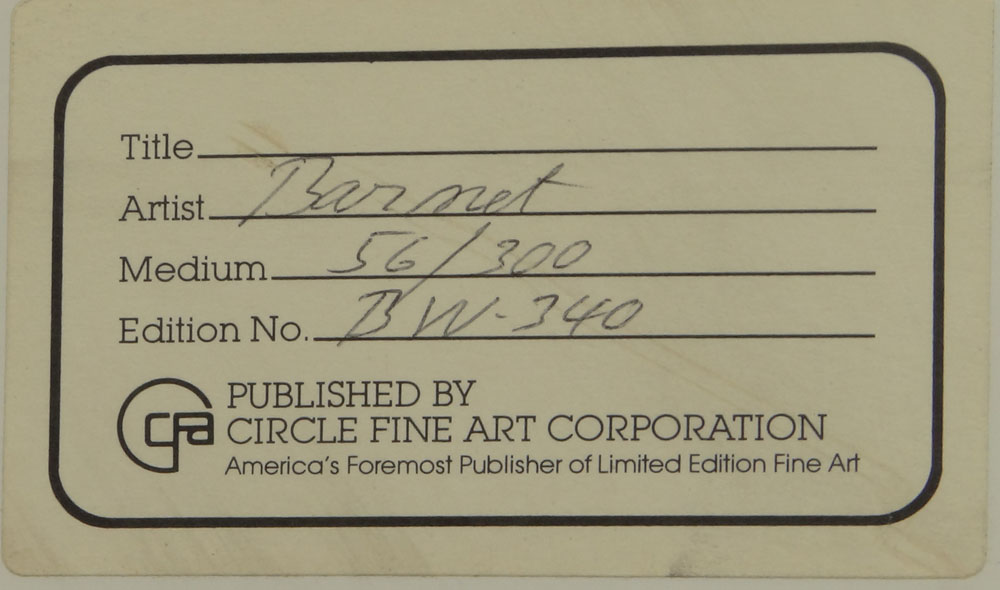 Title
Artist Barnet
Medium 56/300
Edition No. BW-340
cfa
PUBLISHED BY
CIRCLE FINE ART CORPORATION
America's Foremost Publisher of Limited Edition Fine Art